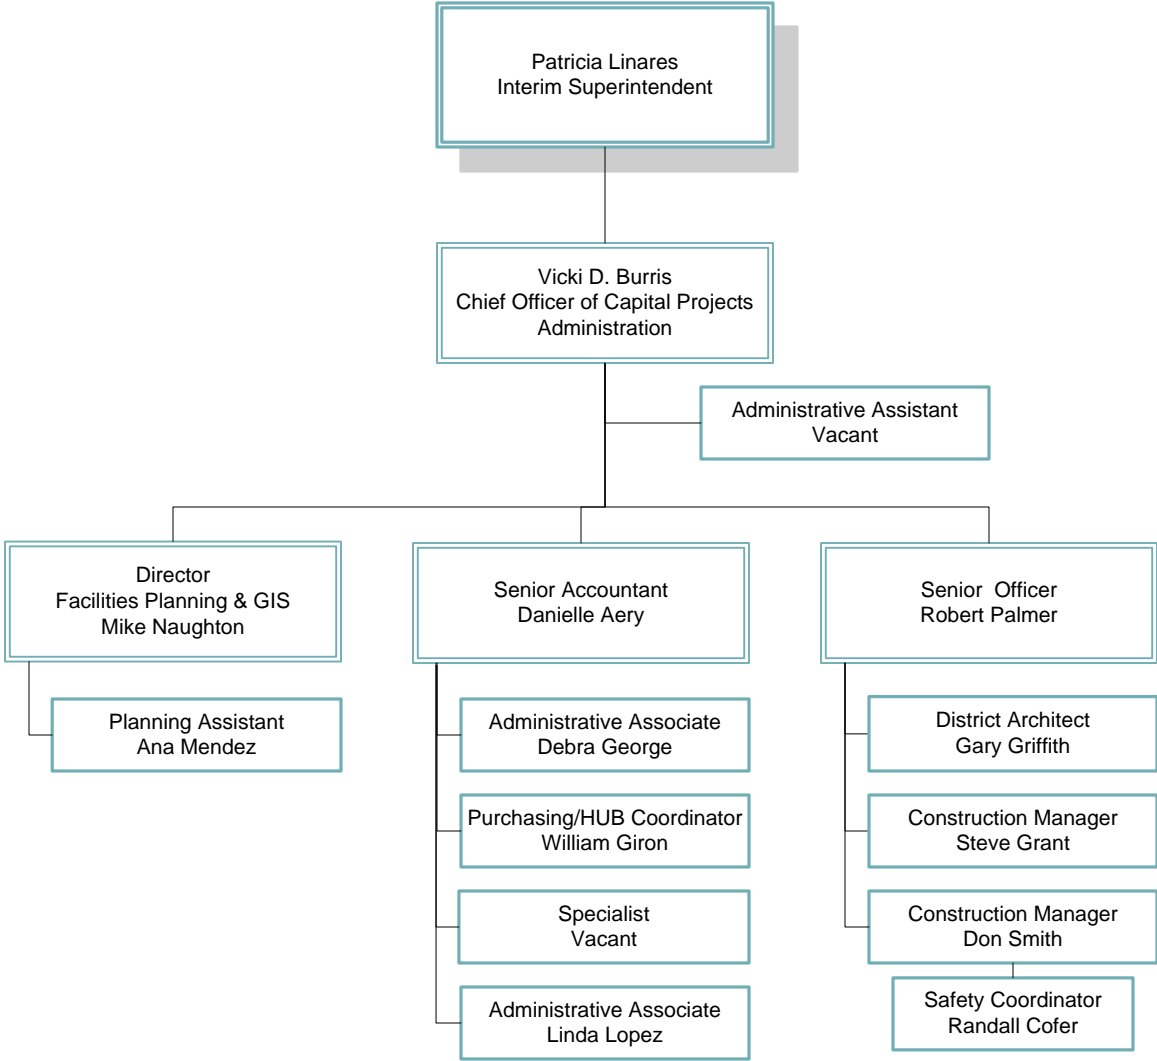 Patricia Linares
Interim Superintendent
Vicki D. Burris
Chief Officer of Capital Projects
Administration
Administrative Assistant
Vacant
Director
Facilities Planning & GIS
Mike Naughton
Planning Assistant
Ana Mendez
Senior Accountant
Danielle Aery
Administrative Associate
Debra George
Purchasing/HUB Coordinator
William Giron
Specialist
Vacant
Administrative Associate
Linda Lopez
Senior Officer
Robert Palmer
District Architect
Gary Griffith
Construction Manager
Steve Grant
Construction Manager
Don Smith
Safety Coordinator
Randall Cofer